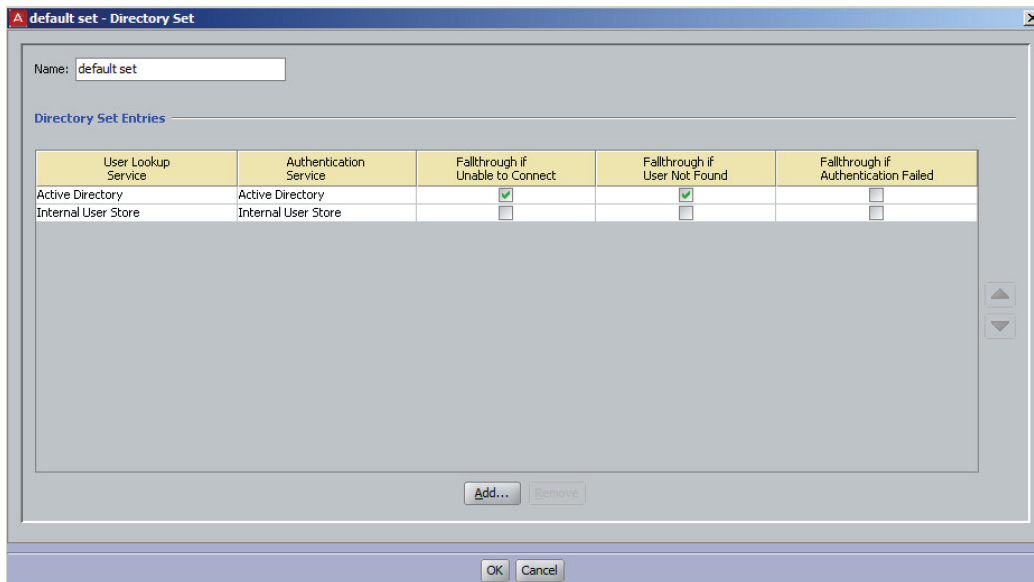 A default set - Directory Set
Name: default set
Directory Set Entries
User Lookup Service Authentication Service Fallthrough if Unable to Connect Fallthrough if User Not Found Fallthrough if Authentication Failed
Active Directory Active Directory
Internal User Store Internal User Store
Add... Remove
OK Cancel